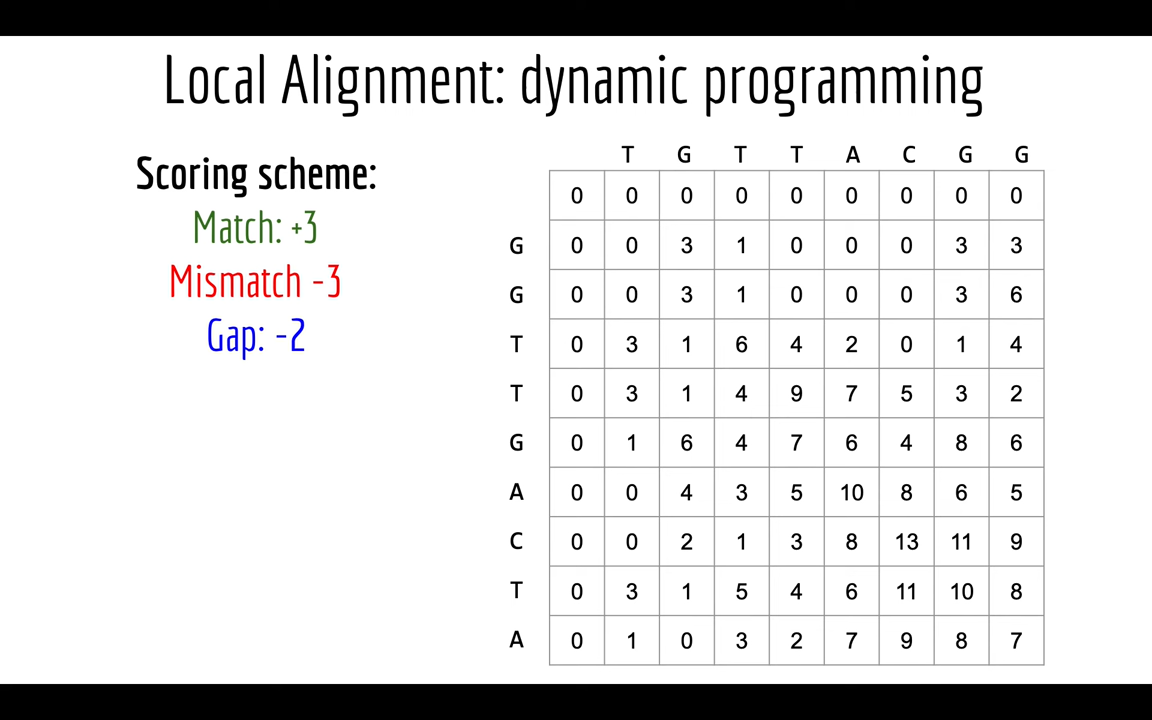 Local Alignment: dynamic programming
Scoring scheme:
Match: +3
Mismatch -3
Gap: -2
T G T T A C G G
0 0 0 0 0 0 0 0 0
G 0 0 3 1 0 0 0 3 3
G 0 0 3 1 0 0 0 3 6
T 0 3 1 6 4 2 0 1 4
T 0 3 1 4 9 7 5 3 2
G 0 1 6 4 7 6 4 8 6
A 0 0 4 3 5 10 8 6 5
C 0 0 2 1 3 8 13 11 9
T 0 3 1 5 4 6 11 10 8
A 0 1 0 3 2 7 9 8 7